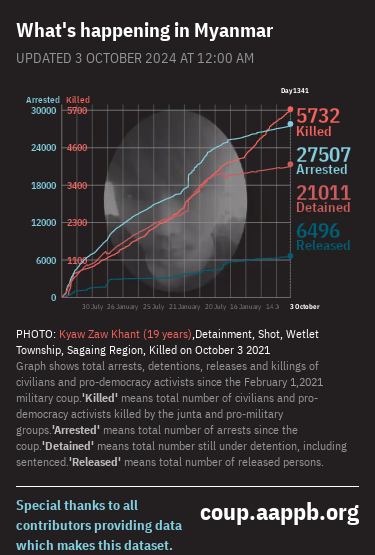 What's happening in Myanmar
UPDATED 3 OCTOBER 2024 AT 12:00 AM
Day1341
Arrested Killed
30000 5700
24000 4600
18000 3400
12000 2300
6000 1100
0
5732
Killed
27507
Arrested
21011
Detained
6496
Released
30 July 26 January 25 July 21 January 20 July 16 January 14 J 3 October
PHOTO: Kyaw Zaw Khant (19 years),Detainment, Shot, Wetlet
Township, Sagaing Region, Killed on October 3 2021
Graph shows total arrests, detentions, releases and killings of
civilians and pro-democracy activists since the February 1,2021
military coup.'Killed' means total number of civilians and pro-
democracy activists killed by the junta and pro-military
groups.'Arrested' means total number of arrests since the
coup.'Detained' means total number still under detention, including
sentenced.'Released' means total number of released persons.
Special thanks to all
contributors providing data
which makes this dataset.
coup.aappb.org